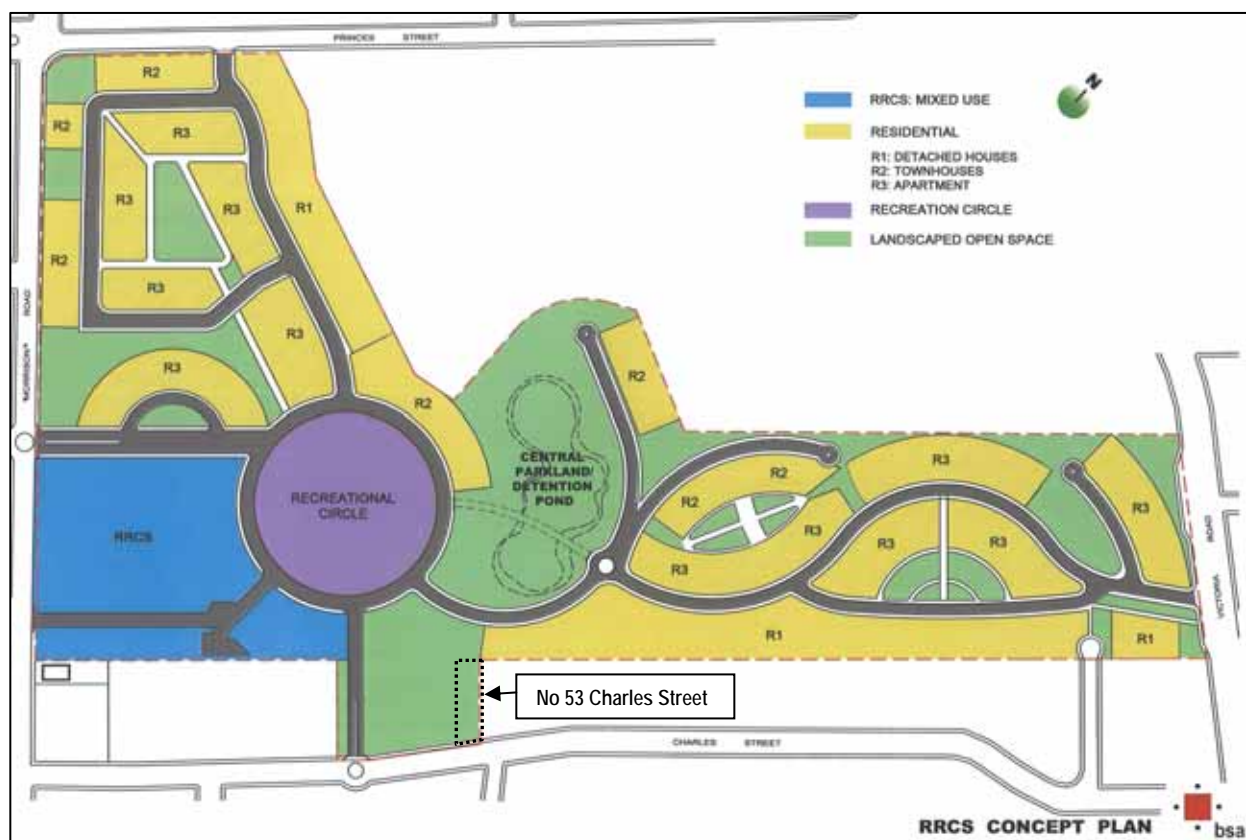 PRINCES STREET
N
RRCS: MIXED USE
RESIDENTIAL
R1: DETACHED HOUSES
R2: TOWNHOUSES
R3: APARTMENT
RECREATION CIRCLE
LANDSCAPED OPEN SPACE
R2
R2
R3
R3
R3
R1
R2
R3
R3
MORRISON ROAD
R3
R2
R2
CENTRAL
PARKLAND/
DETENTION
POND
RECREATIONAL
CIRCLE
RRCS
R2
R2
R3
R3
R3
R3
R3
R3
VICTORIA ROAD
R1
R1
No 53 Charles Street
CHARLES STREET
RRCS CONCEPT PLAN
bsa